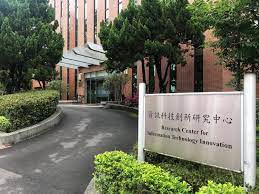 資訊科技創新研究中心
Research Center for
Information Technology Innovation